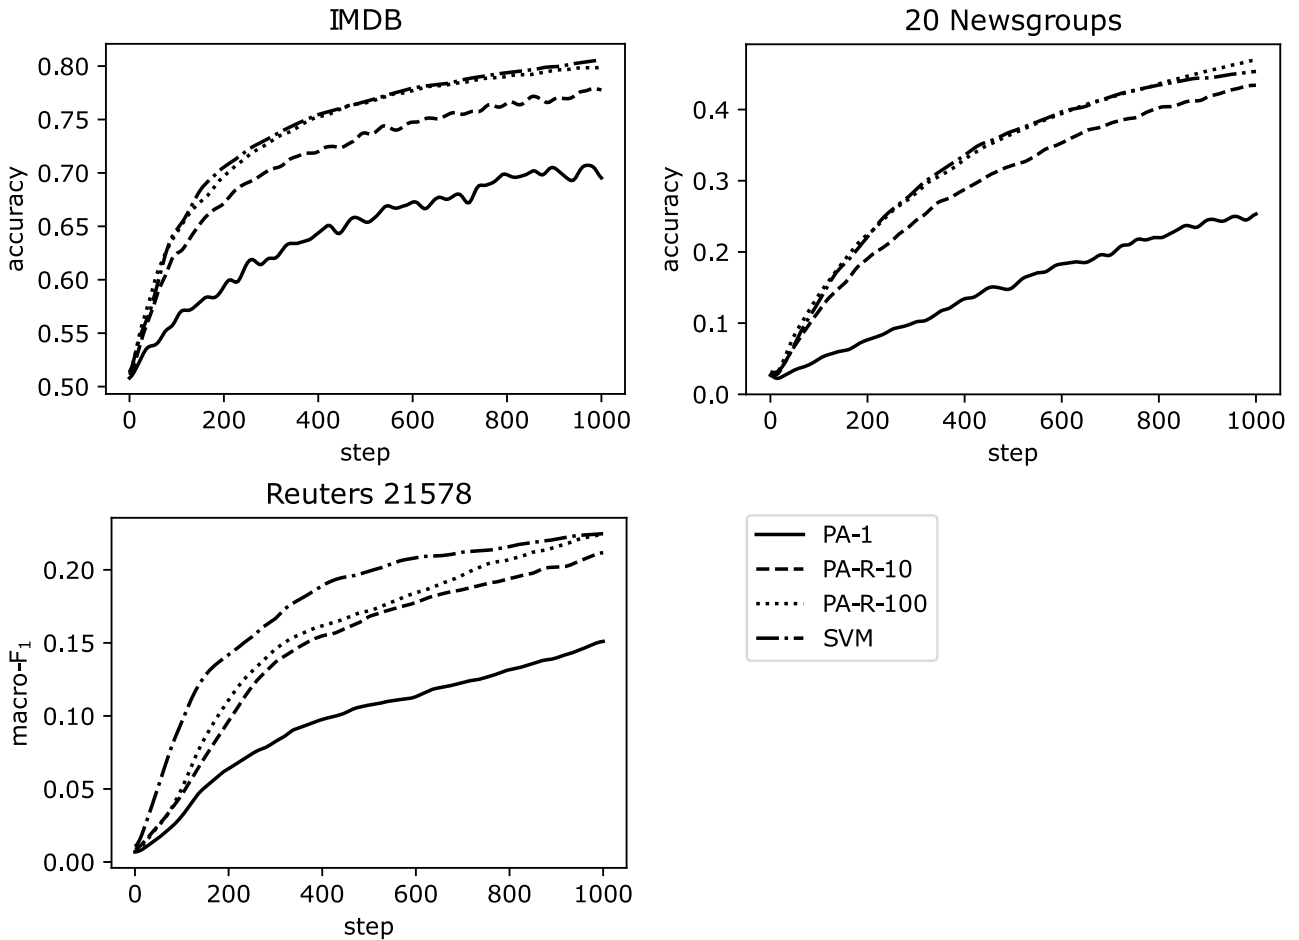 IMDB
accuracy
0.80
0.75
0.70
0.65
0.60
0.55
0.50
0 200 400 600 800 1000
step
20 Newsgroups
accuracy
0.4
0.3
0.2
0.1
0.0
0 200 400 600 800 1000
step
Reuters 21578
macro-F₁
0.20
0.15
0.10
0.05
0.00
0 200 400 600 800 1000
step
PA-1
PA-R-10
PA-R-100
SVM